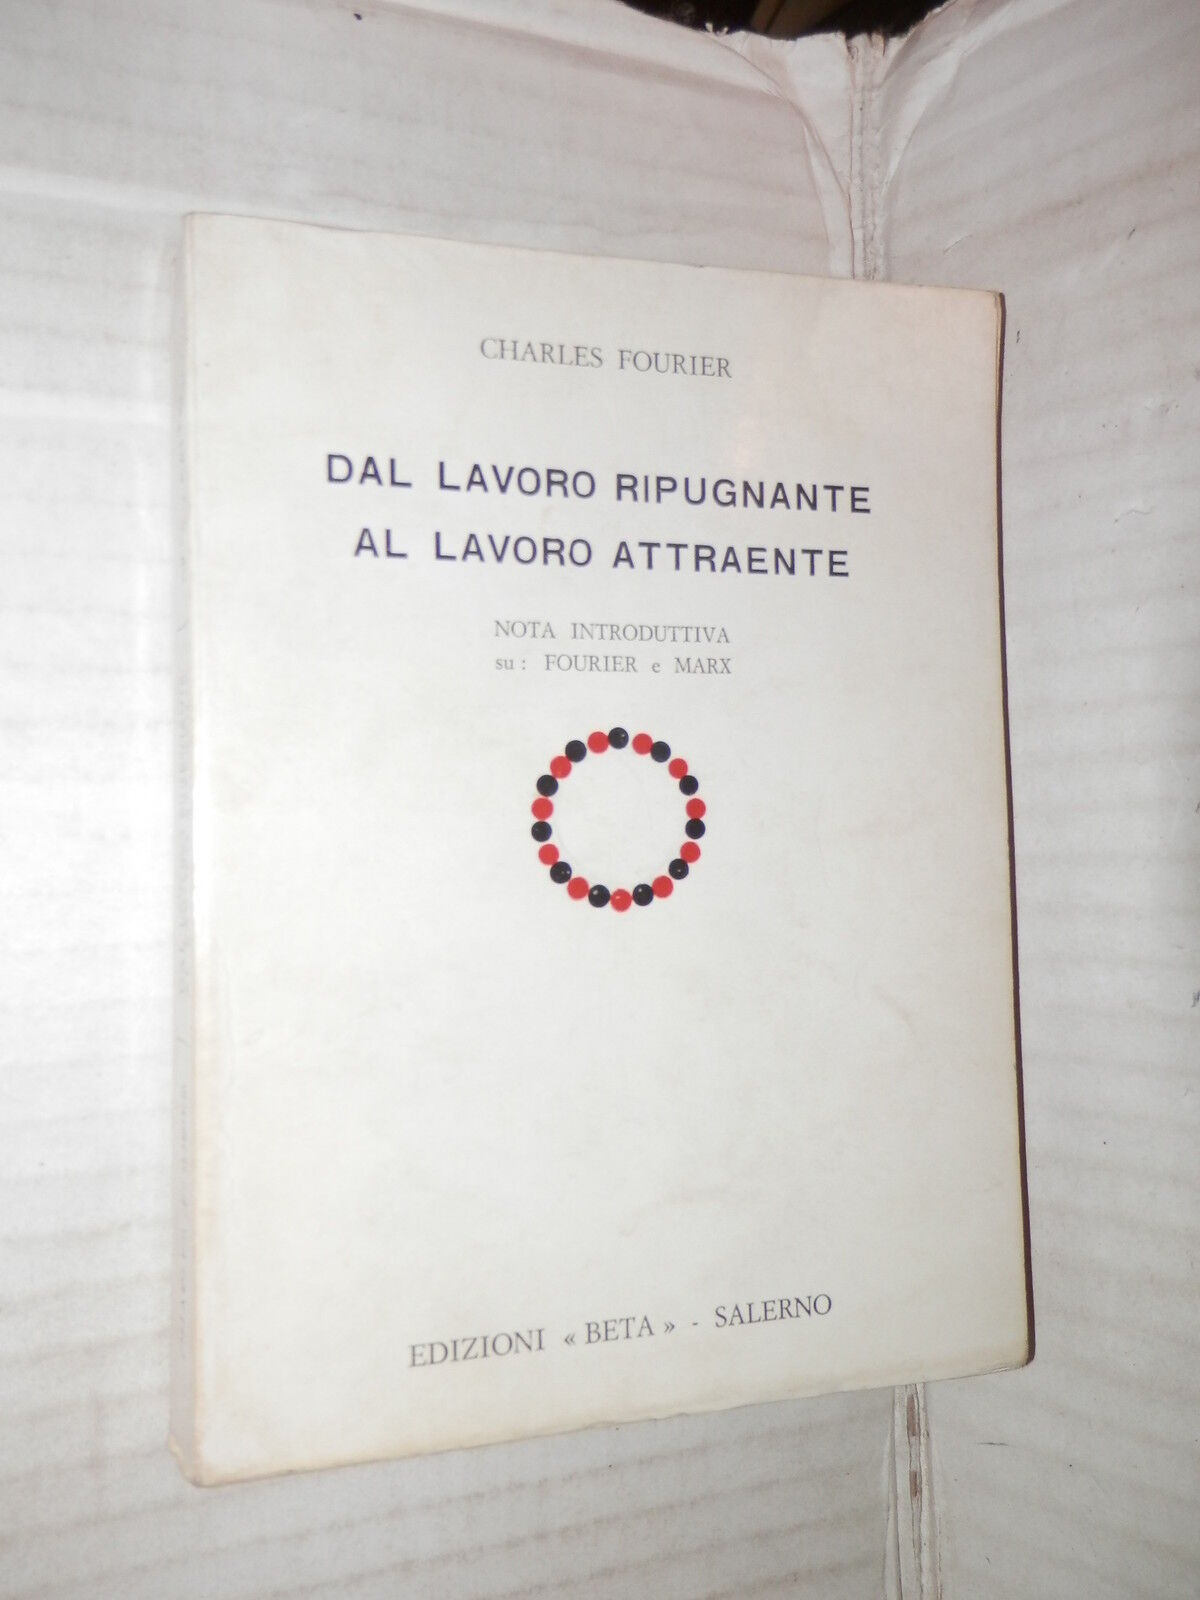 CHARLES FOURIER
DAL LAVORO RIPUGNANTE
AL LAVORO ATTRAENTE
NOTA INTRODUTTIVA
su: FOURIER e MARX
EDIZIONI « BETA » - SALERNO